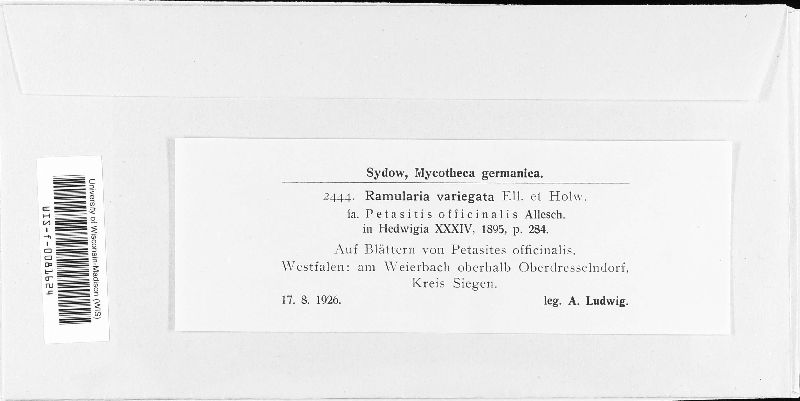 Sydow, Mycotheca germanica.
2444. Ramularia variegata Ell. et Holw.
fa. Petasitis officinalis Allesch.
in Hedwigia XXXIV, 1895, p. 284.
Auf Blättern von Petasites officinalis.
Westfalen: am Weierbach oberhalb Oberdresselndorf,
Kreis Siegen.
17. 8. 1926. leg. A. Ludwig.
University of Wisconsin-Madison (WIS)
WIS-f-0081924